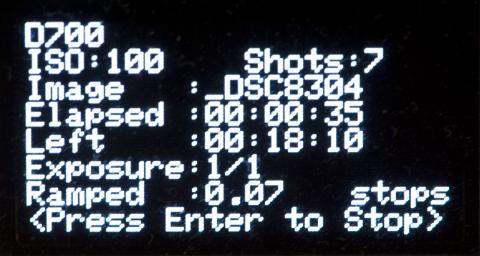 D700
ISO:100 Shots:7
Image :_DSC8304
Elapsed :00:00:35
Left :00:18:10
Exposure:1/1
Ramped :0.07 stops
<Press Enter to Stop>